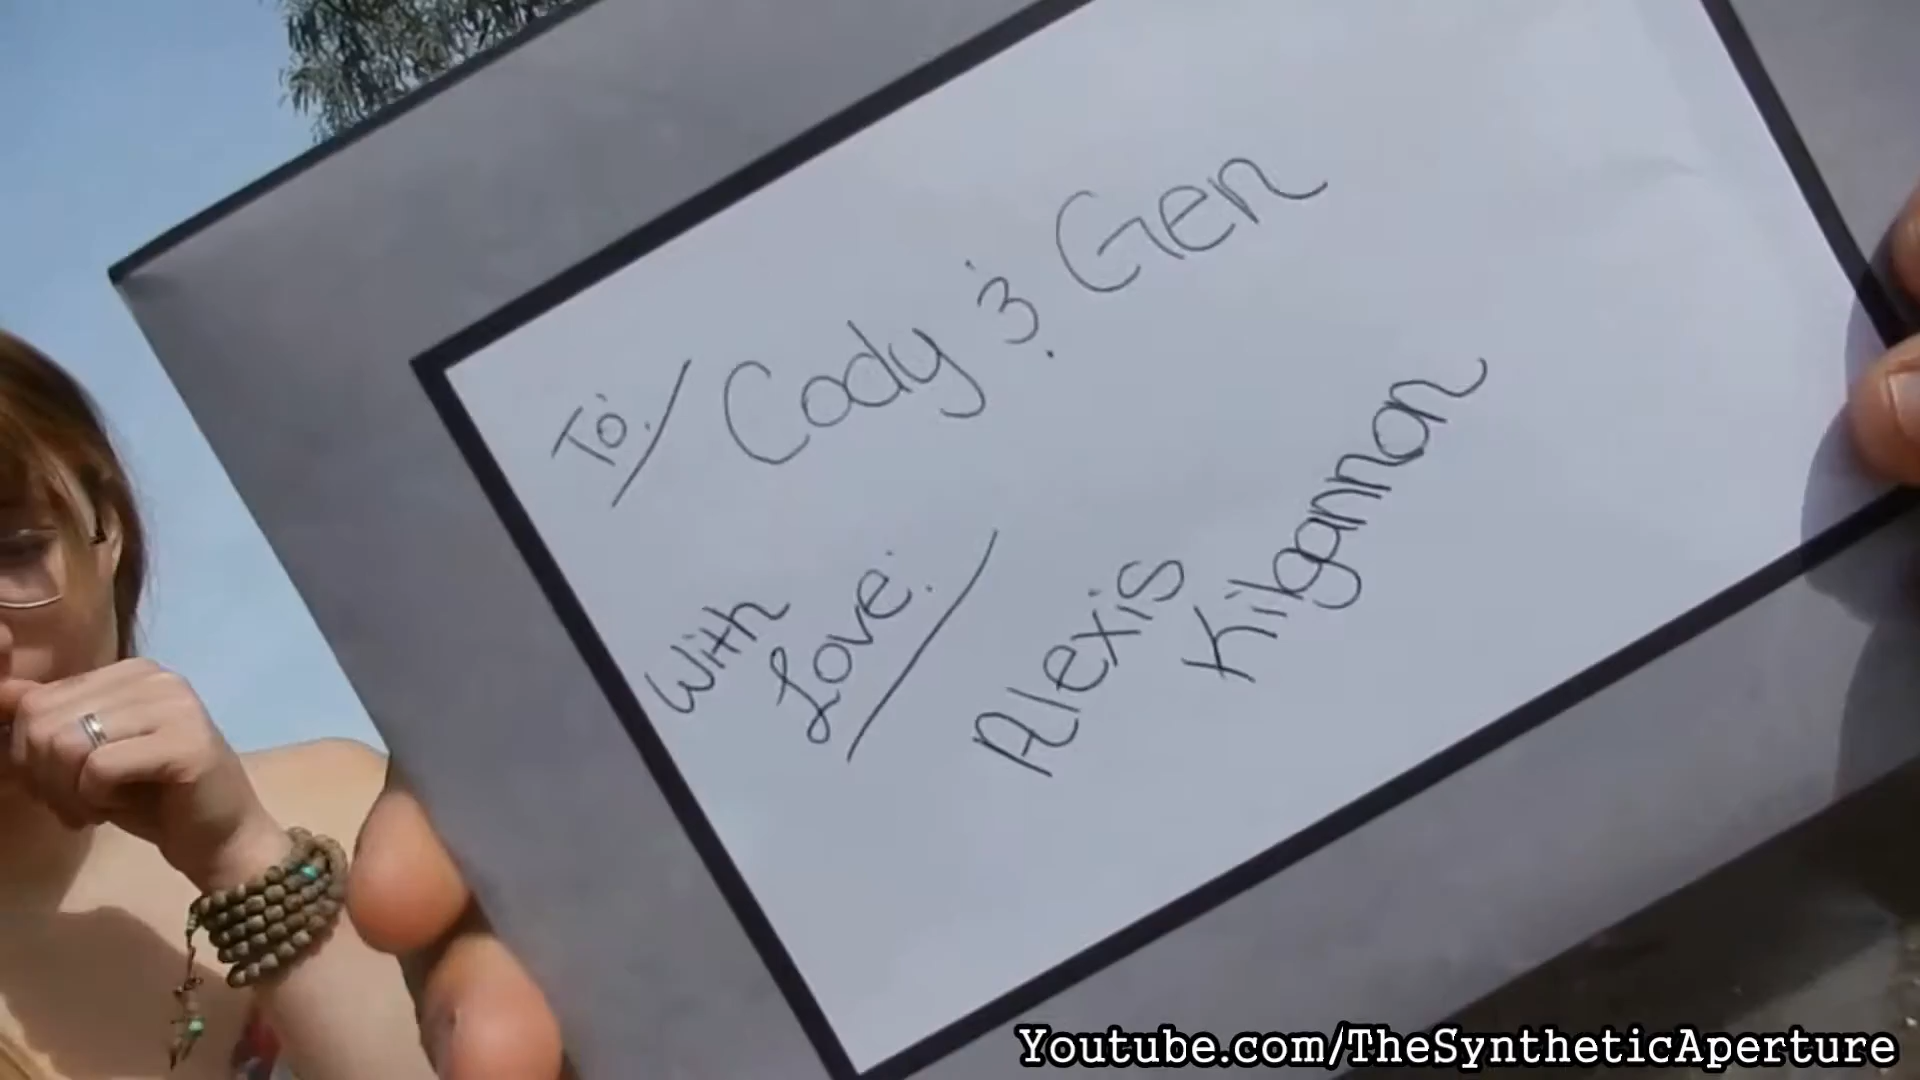 To:/ Cody & Gen
With
Love:/
Alexis
Kilgannon
Youtube.com/TheSyntheticAperture